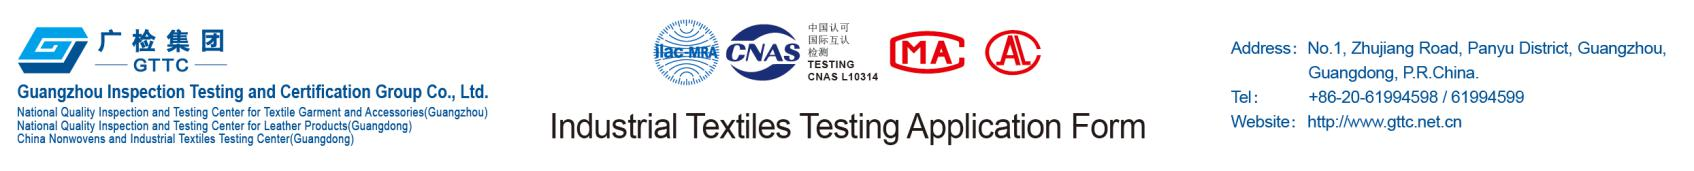 广检集团
GTTC
Guangzhou Inspection Testing and Certification Group Co., Ltd.
National Quality Inspection and Testing Center for Textile Garment and Accessories(Guangzhou)
National Quality Inspection and Testing Center for Leather Products(Guangdong)
China Nonwovens and Industrial Textiles Testing Center(Guangdong)
ilac-MRA
CNAS
中国认可
国际互认
检测
TESTING
CNAS L10314
MA
AL
Industrial Textiles Testing Application Form
Address: No.1, Zhujiang Road, Panyu District, Guangzhou,
Guangdong, P.R.China.
Tel: +86-20-61994598 / 61994599
Website: http://www.gttc.net.cn